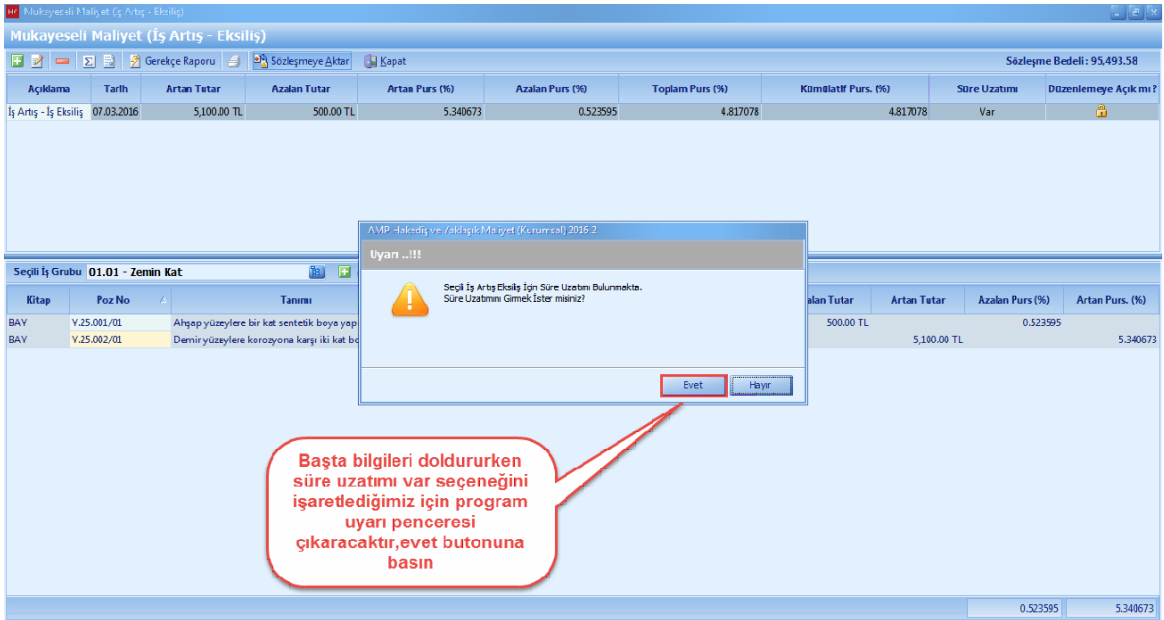 Mukayeseli Maliyet (İş Artış - Eksiliş)
Mukayeseli Maliyet (İş Artış - Eksiliş)
Gerekçe Raporu Sözleşmeye Aktar Kapat Sözleşme Bedeli : 95,493.58
Açıklama Tarih Artan Tutar Azalan Tutar Artan Purs (%) Azalan Purs (%) Toplam Purs (%) Kümülatif Purs. (%) Süre Uzatımı Düzenlemeye Açık mı ?
İş Artış - İş Eksiliş 07.03.2016 5,100.00 TL 500.00 TL 5.340673 0.523595 4.817078 4.817078 Var
AMP Hakediş ve Yaklaşık Maliyet (Kurumsal) 2016.2
Uyarı ..!!!
Seçili İş Artış Eksiliş İçin Süre Uzatımı Bulunmakta.
Süre Uzatımını Girmek İster misiniz?
Evet Hayır
Seçili İş Grubu 01.01 - Zemin Kat
Kitap Poz No Tanımı alan Tutar Artan Tutar Azalan Purs (%) Artan Purs. (%)
BAY V.25.001/01 Ahşap yüzeylere bir kat sentetik boya yap 500.00 TL 0.523595
BAY V.25.002/01 Demir yüzeylere korozyona karşı iki kat bo 5,100.00 TL 5.340673
Başta bilgileri doldururken
süre uzatımı var seçeneğini
işaretlediğimiz için program
uyarı penceresi
çıkaracaktır,evet butonuna
basın
0.523595 5.340673